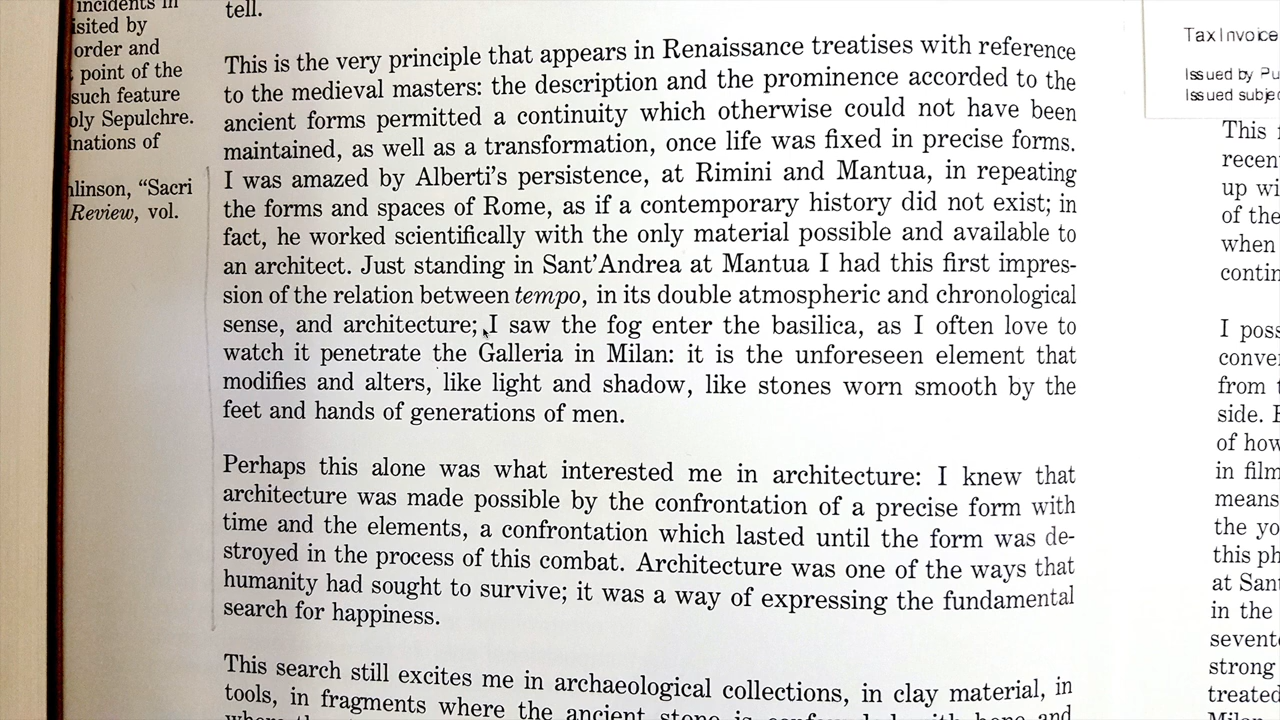 incidents in
isited by
order and
point of the
such feature
oly Sepulchre.
inations of
nlinson, “Sacri
Review, vol.
tell.
This is the very principle that appears in Renaissance treatises with reference
to the medieval masters: the description and the prominence accorded to the
ancient forms permitted a continuity which otherwise could not have been
maintained, as well as a transformation, once life was fixed in precise forms.
I was amazed by Alberti’s persistence, at Rimini and Mantua, in repeating
the forms and spaces of Rome, as if a contemporary history did not exist; in
fact, he worked scientifically with the only material possible and available to
an architect. Just standing in Sant’Andrea at Mantua I had this first impres-
sion of the relation between tempo, in its double atmospheric and chronological
sense, and architecture; I saw the fog enter the basilica, as I often love to
watch it penetrate the Galleria in Milan: it is the unforeseen element that
modifies and alters, like light and shadow, like stones worn smooth by the
feet and hands of generations of men.
Perhaps this alone was what interested me in architecture: I knew that
architecture was made possible by the confrontation of a precise form with
time and the elements, a confrontation which lasted until the form was de-
stroyed in the process of this combat. Architecture was one of the ways that
humanity had sought to survive; it was a way of expressing the fundamental
search for happiness.
This search still excites me in archaeological collections, in clay material, in
tools, in fragments where the ancient stone is confounded with bone and
Tax Invoice
Issued by Pu
Issued subje
This
recen
up wi
of the
when
contin
I poss
conve
from
side.
of how
in film
means
the yo
this ph
at Sant
in the
sevent
strong
treated
Milan